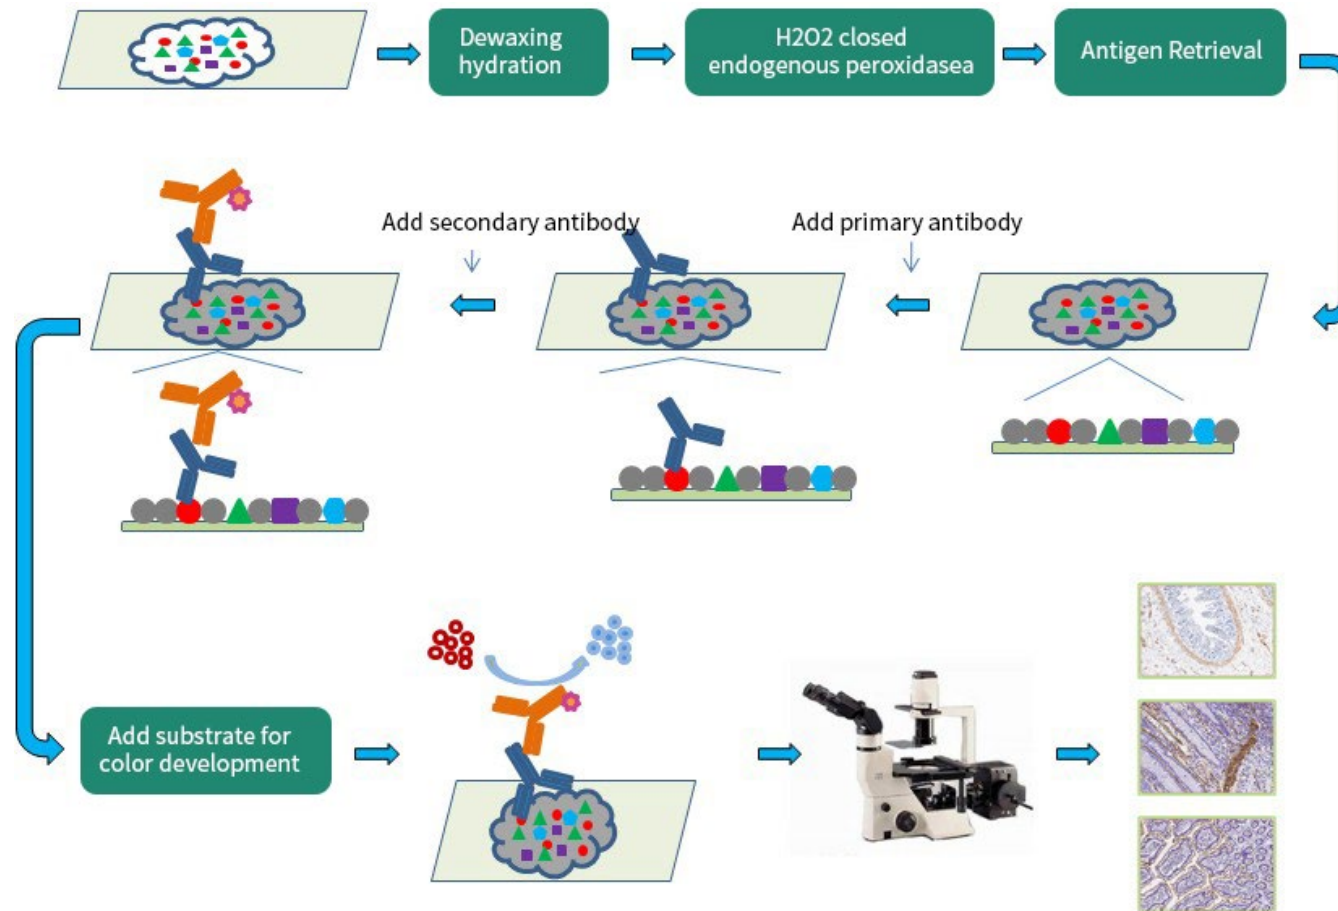 Dewaxing
hydration
H2O2 closed
endogenous peroxidasea
Antigen Retrieval
Add secondary antibody
Add primary antibody
Add substrate for
color development